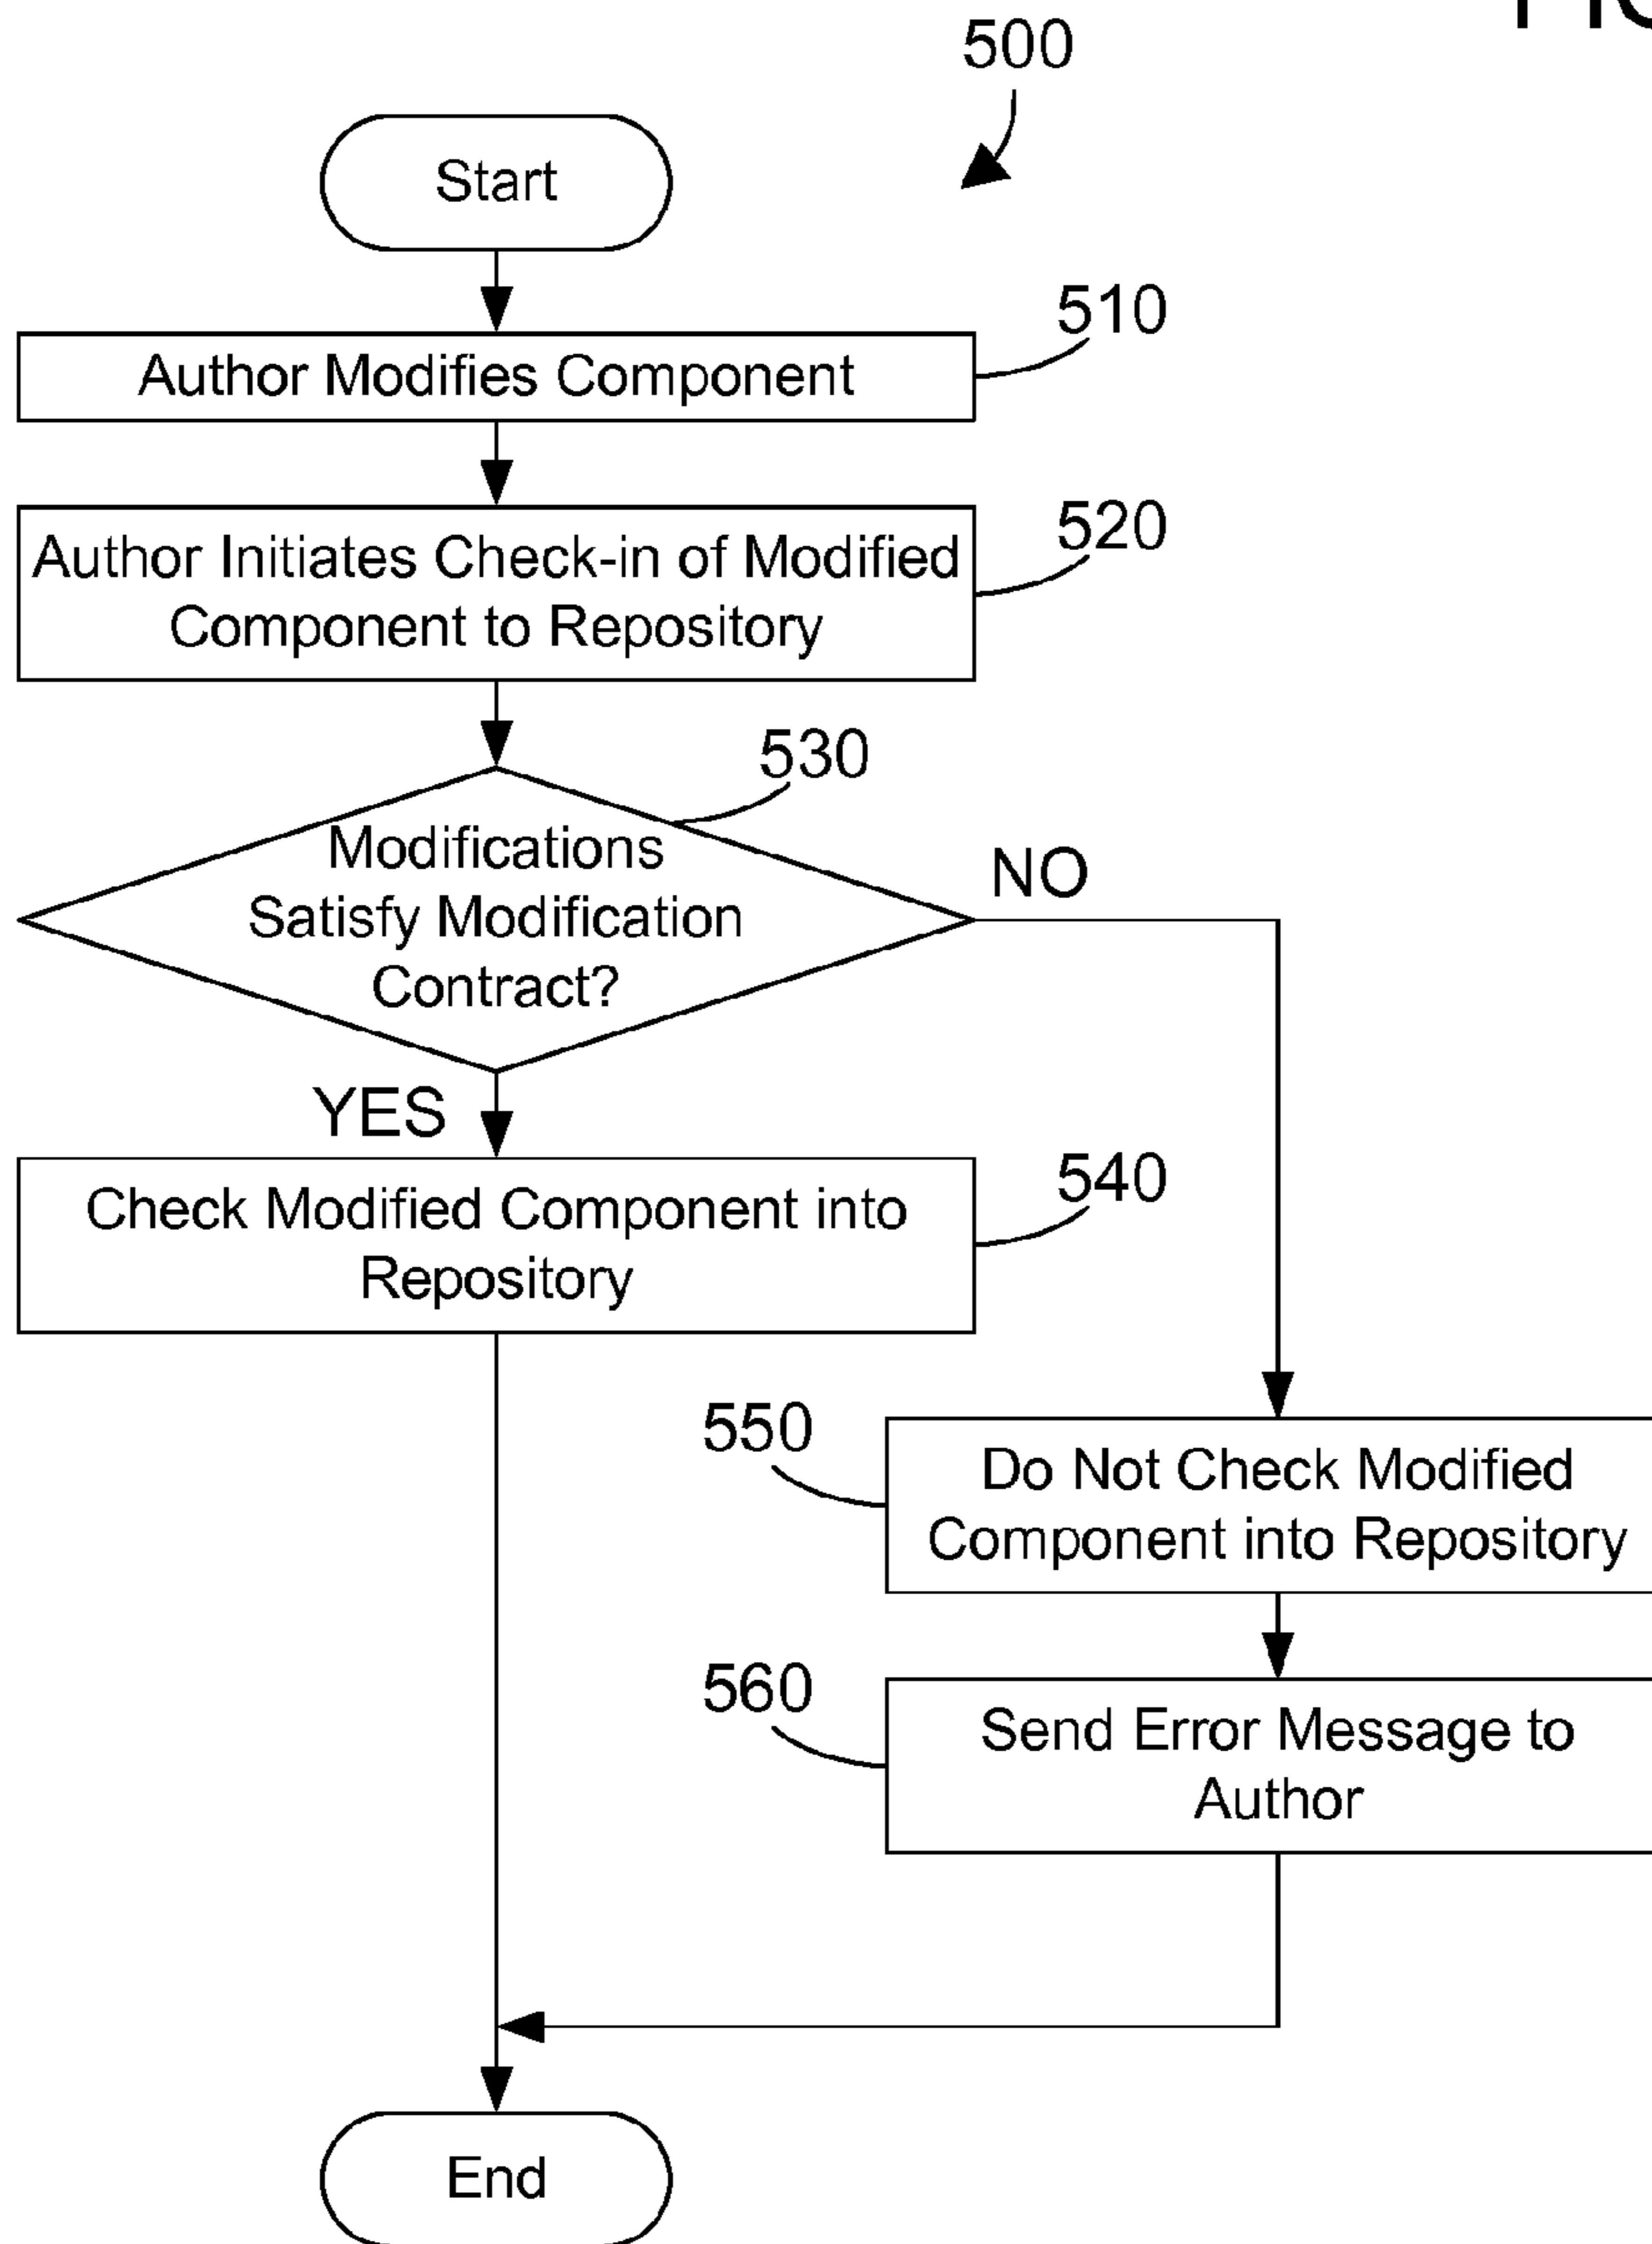 500
Start
510
Author Modifies Component
520
Author Initiates Check-in of Modified
Component to Repository
530
Modifications
Satisfy Modification
Contract?
NO
YES
540
Check Modified Component into
Repository
550
Do Not Check Modified
Component into Repository
560
Send Error Message to
Author
End